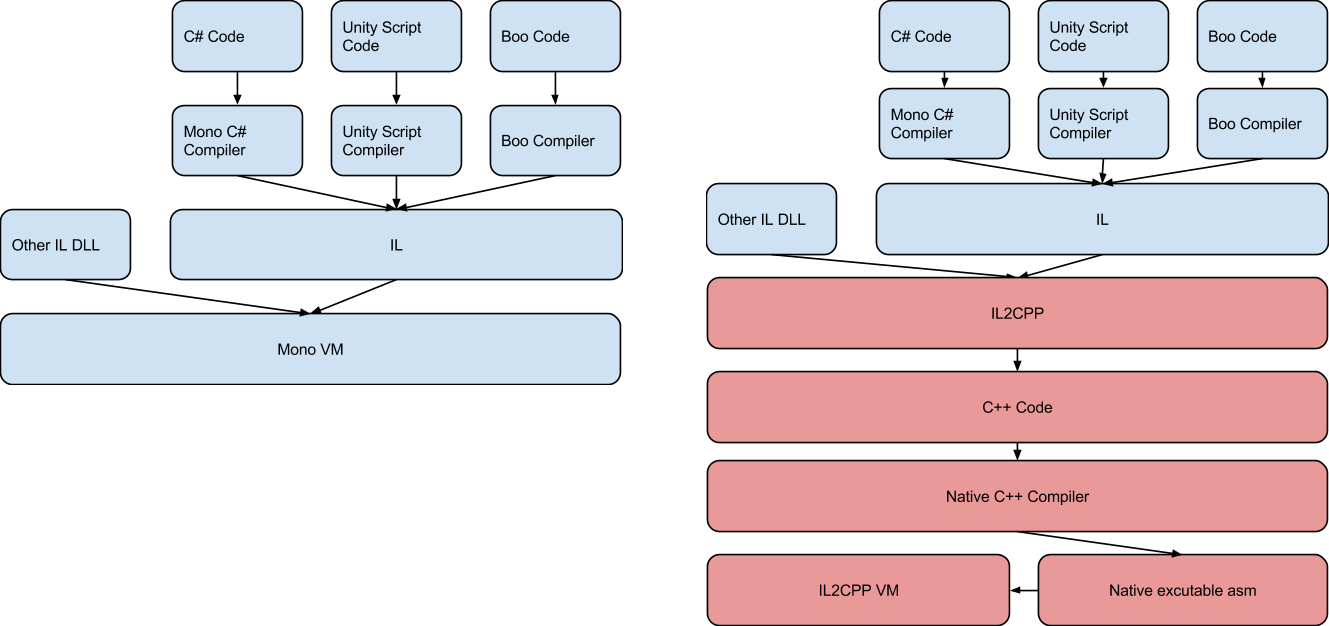 C# Code
Unity Script
Code
Boo Code
Mono C#
Compiler
Unity Script
Compiler
Boo Compiler
Other IL DLL
IL
Mono VM
C# Code
Unity Script
Code
Boo Code
Mono C#
Compiler
Unity Script
Compiler
Boo Compiler
Other IL DLL
IL
IL2CPP
C++ Code
Native C++ Compiler
IL2CPP VM
Native excutable asm